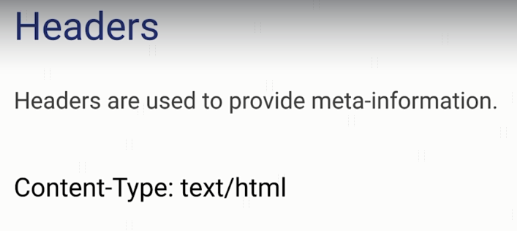 Headers
Headers are used to provide meta-information.
Content-Type: text/html